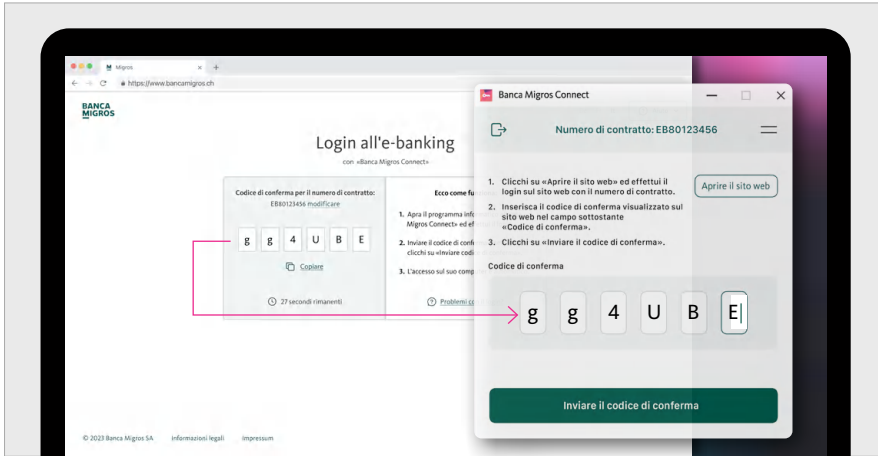 Migros
https://www.bancamigros.ch
BANCA
MIGROS
Login all'e-banking
con «Banca Migros Connect»
Codice di conferma per il numero di contratto:
EB80123456 modificare
g g 4 U B E
Copiare
27 secondi rimanenti
Ecco come fu
1. Apra il programma info
Migros Connect» ed ef
2. Inviare il codice di conf
clicchi su «Inviare codi
3. L'accesso sul suo comp
Problemi
© 2023 Banca Migros SA Informazioni legali Impressum
Banca Migros Connect
Numero di contratto: EB80123456
1. Clicchi su «Aprire il sito web» ed effettui il
login sul sito web con il numero di contratto.
Aprire il sito web
2. Inserisca il codice di conferma visualizzato sul
sito web nel campo sottostante
«Codice di conferma».
3. Clicchi su «Inviare il codice di conferma».
Codice di conferma
g g 4 U B E
Inviare il codice di conferma